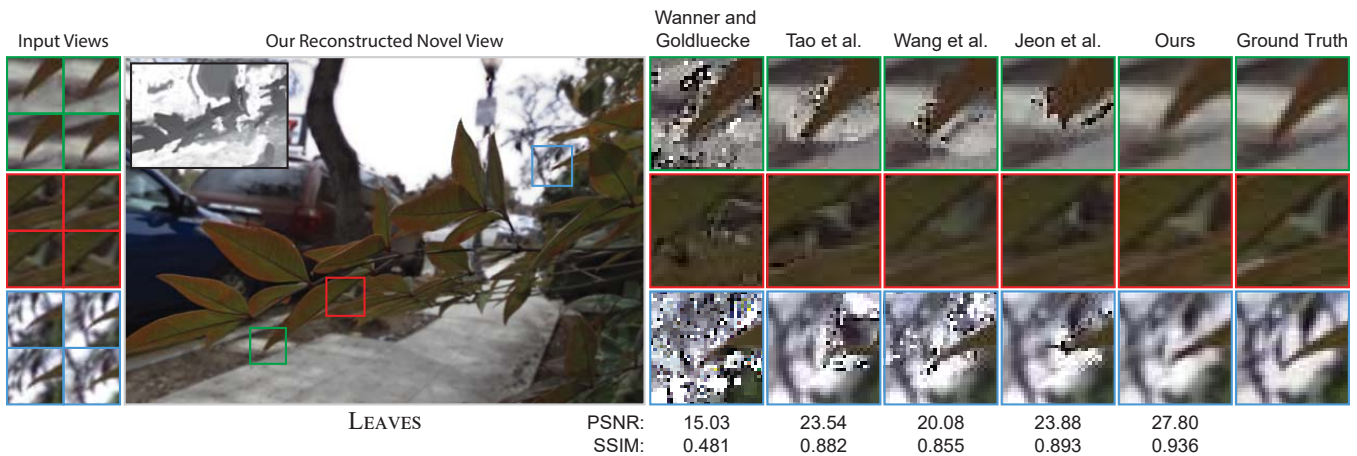 Input Views
Our Reconstructed Novel View
Wanner and
Goldluecke
Tao et al.
Wang et al.
Jeon et al.
Ours
Ground Truth
LEAVES
PSNR: 15.03 23.54 20.08 23.88 27.80
SSIM: 0.481 0.882 0.855 0.893 0.936